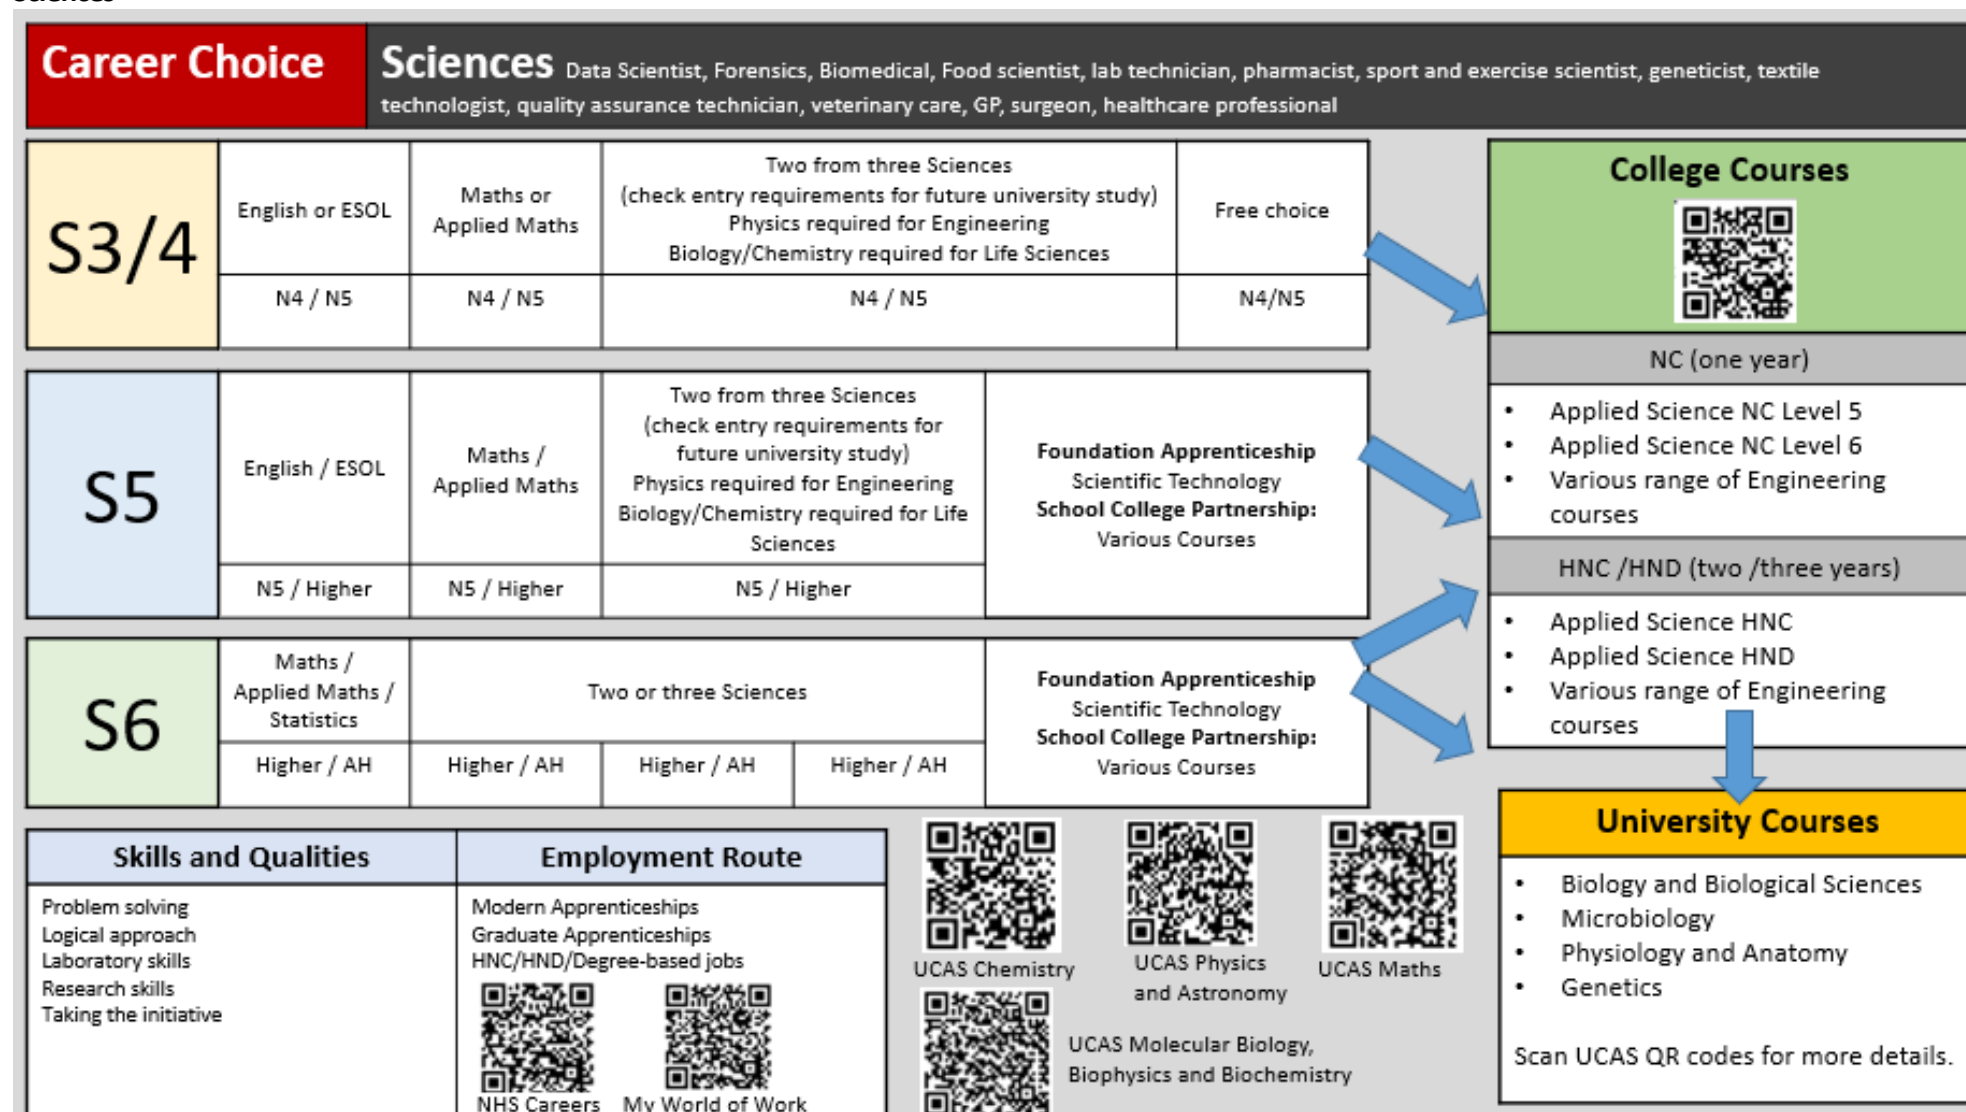 Sciences
Career Choice
Sciences Data Scientist, Forensics, Biomedical, Food scientist, lab technician, pharmacist, sport and exercise scientist, geneticist, textile
technologist, quality assurance technician, veterinary care, GP, surgeon, healthcare professional
S3/4
English or ESOL
Maths or
Applied Maths
Two from three Sciences
(check entry requirements for future university study)
Physics required for Engineering
Biology/Chemistry required for Life Sciences
Free choice
N4 / N5
N4 / N5
N4 / N5
N4/N5
S5
English / ESOL
Maths /
Applied Maths
Two from three Sciences
(check entry requirements for
future university study)
Physics required for Engineering
Biology/Chemistry required for Life
Sciences
Foundation Apprenticeship
Scientific Technology
School College Partnership:
Various Courses
N5 / Higher
N5 / Higher
N5 / Higher
S6
Maths /
Applied Maths /
Statistics
Two or three Sciences
Foundation Apprenticeship
Scientific Technology
School College Partnership:
Various Courses
Higher / AH
Higher / AH
Higher / AH
Higher / AH
College Courses
NC (one year)
• Applied Science NC Level 5
• Applied Science NC Level 6
• Various range of Engineering
courses
HNC /HND (two /three years)
• Applied Science HNC
• Applied Science HND
• Various range of Engineering
courses
University Courses
• Biology and Biological Sciences
• Microbiology
• Physiology and Anatomy
• Genetics
Scan UCAS QR codes for more details.
Skills and Qualities
Problem solving
Logical approach
Laboratory skills
Research skills
Taking the initiative
Employment Route
Modern Apprenticeships
Graduate Apprenticeships
HNC/HND/Degree-based jobs
NHS Careers
My World of Work
UCAS Chemistry
UCAS Physics
and Astronomy
UCAS Maths
UCAS Molecular Biology,
Biophysics and Biochemistry